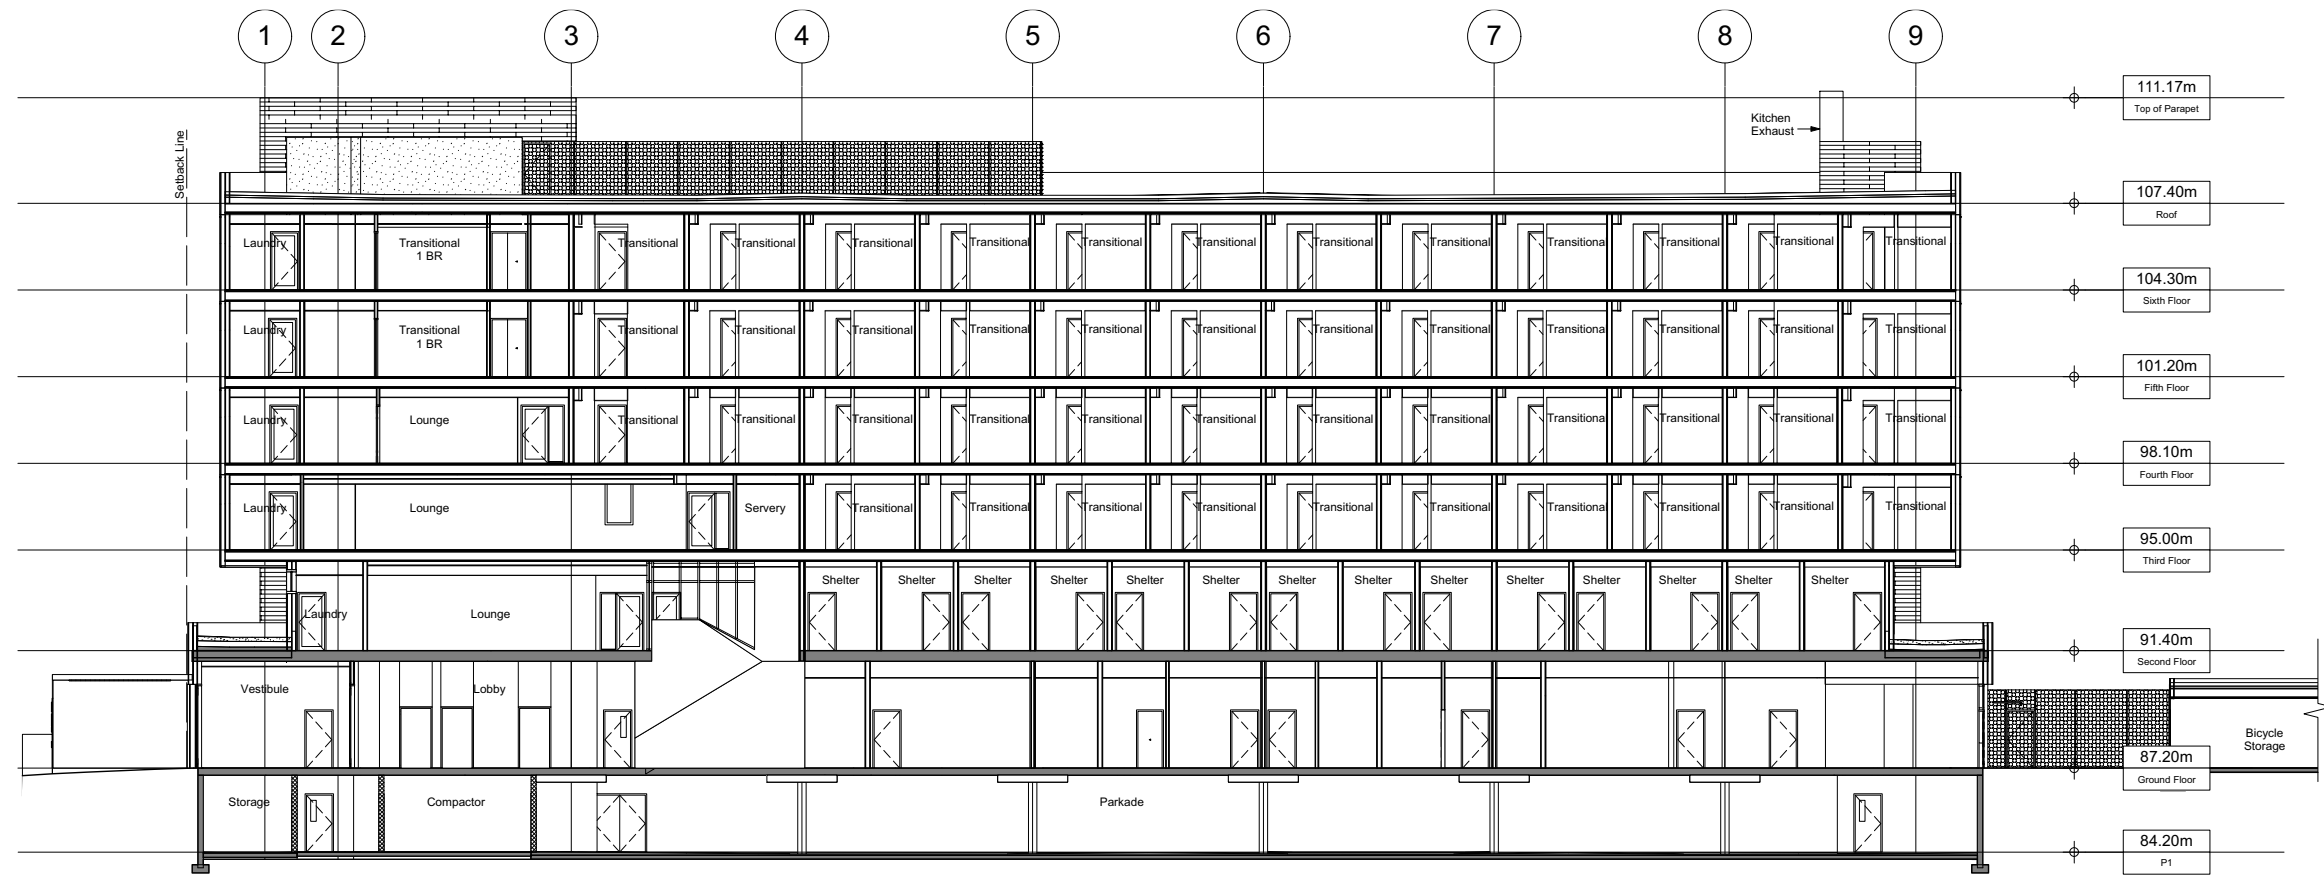 1 2 3 4 5 6 7 8 9
111.17m
Top of Parapet
Kitchen
Exhaust
Setback Line
107.40m
Roof
Laundry Transitional Transitional Transitional Transitional Transitional Transitional Transitional Transitional Transitional Transitional Transitional Transitional Transitional
1 BR
104.30m
Sixth Floor
Laundry Transitional Transitional Transitional Transitional Transitional Transitional Transitional Transitional Transitional Transitional Transitional Transitional Transitional
1 BR
101.20m
Fifth Floor
Laundry Lounge Transitional Transitional Transitional Transitional Transitional Transitional Transitional Transitional Transitional Transitional Transitional Transitional
98.10m
Fourth Floor
Laundry Lounge Servery Transitional Transitional Transitional Transitional Transitional Transitional Transitional Transitional Transitional Transitional
95.00m
Third Floor
Shelter Shelter Shelter Shelter Shelter Shelter Shelter Shelter Shelter Shelter Shelter Shelter Shelter Shelter
Laundry Lounge
91.40m
Second Floor
Vestibule Lobby
Bicycle
Storage
87.20m
Ground Floor
Storage Compactor Parkade
84.20m
P1